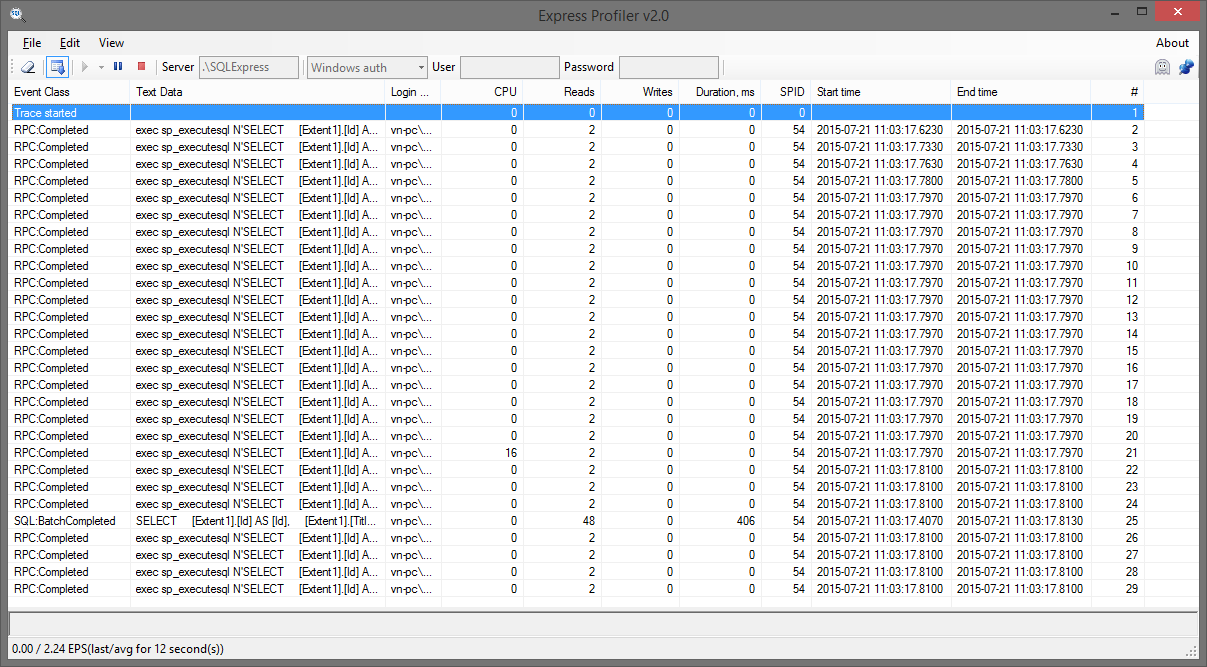 Express Profiler v2.0
File Edit View About
Server .\SQLExpress Windows auth User Password
Event Class Text Data Login ... CPU Reads Writes Duration, ms SPID Start time End time #
Trace started 0 0 0 0 0 1
RPC:Completed exec sp_executesql N'SELECT [Extent1].[Id] A... vn-pc\... 0 2 0 0 54 2015-07-21 11:03:17.6230 2015-07-21 11:03:17.6230 2
RPC:Completed exec sp_executesql N'SELECT [Extent1].[Id] A... vn-pc\... 0 2 0 0 54 2015-07-21 11:03:17.7330 2015-07-21 11:03:17.7330 3
RPC:Completed exec sp_executesql N'SELECT [Extent1].[Id] A... vn-pc\... 0 2 0 0 54 2015-07-21 11:03:17.7630 2015-07-21 11:03:17.7630 4
RPC:Completed exec sp_executesql N'SELECT [Extent1].[Id] A... vn-pc\... 0 2 0 0 54 2015-07-21 11:03:17.7800 2015-07-21 11:03:17.7800 5
RPC:Completed exec sp_executesql N'SELECT [Extent1].[Id] A... vn-pc\... 0 2 0 0 54 2015-07-21 11:03:17.7970 2015-07-21 11:03:17.7970 6
RPC:Completed exec sp_executesql N'SELECT [Extent1].[Id] A... vn-pc\... 0 2 0 0 54 2015-07-21 11:03:17.7970 2015-07-21 11:03:17.7970 7
RPC:Completed exec sp_executesql N'SELECT [Extent1].[Id] A... vn-pc\... 0 2 0 0 54 2015-07-21 11:03:17.7970 2015-07-21 11:03:17.7970 8
RPC:Completed exec sp_executesql N'SELECT [Extent1].[Id] A... vn-pc\... 0 2 0 0 54 2015-07-21 11:03:17.7970 2015-07-21 11:03:17.7970 9
RPC:Completed exec sp_executesql N'SELECT [Extent1].[Id] A... vn-pc\... 0 2 0 0 54 2015-07-21 11:03:17.7970 2015-07-21 11:03:17.7970 10
RPC:Completed exec sp_executesql N'SELECT [Extent1].[Id] A... vn-pc\... 0 2 0 0 54 2015-07-21 11:03:17.7970 2015-07-21 11:03:17.7970 11
RPC:Completed exec sp_executesql N'SELECT [Extent1].[Id] A... vn-pc\... 0 2 0 0 54 2015-07-21 11:03:17.7970 2015-07-21 11:03:17.7970 12
RPC:Completed exec sp_executesql N'SELECT [Extent1].[Id] A... vn-pc\... 0 2 0 0 54 2015-07-21 11:03:17.7970 2015-07-21 11:03:17.7970 13
RPC:Completed exec sp_executesql N'SELECT [Extent1].[Id] A... vn-pc\... 0 2 0 0 54 2015-07-21 11:03:17.7970 2015-07-21 11:03:17.7970 14
RPC:Completed exec sp_executesql N'SELECT [Extent1].[Id] A... vn-pc\... 0 2 0 0 54 2015-07-21 11:03:17.7970 2015-07-21 11:03:17.7970 15
RPC:Completed exec sp_executesql N'SELECT [Extent1].[Id] A... vn-pc\... 0 2 0 0 54 2015-07-21 11:03:17.7970 2015-07-21 11:03:17.7970 16
RPC:Completed exec sp_executesql N'SELECT [Extent1].[Id] A... vn-pc\... 0 2 0 0 54 2015-07-21 11:03:17.7970 2015-07-21 11:03:17.7970 17
RPC:Completed exec sp_executesql N'SELECT [Extent1].[Id] A... vn-pc\... 0 2 0 0 54 2015-07-21 11:03:17.7970 2015-07-21 11:03:17.7970 18
RPC:Completed exec sp_executesql N'SELECT [Extent1].[Id] A... vn-pc\... 0 2 0 0 54 2015-07-21 11:03:17.7970 2015-07-21 11:03:17.7970 19
RPC:Completed exec sp_executesql N'SELECT [Extent1].[Id] A... vn-pc\... 0 2 0 0 54 2015-07-21 11:03:17.7970 2015-07-21 11:03:17.7970 20
RPC:Completed exec sp_executesql N'SELECT [Extent1].[Id] A... vn-pc\... 16 2 0 0 54 2015-07-21 11:03:17.7970 2015-07-21 11:03:17.7970 21
RPC:Completed exec sp_executesql N'SELECT [Extent1].[Id] A... vn-pc\... 0 2 0 0 54 2015-07-21 11:03:17.8100 2015-07-21 11:03:17.8100 22
RPC:Completed exec sp_executesql N'SELECT [Extent1].[Id] A... vn-pc\... 0 2 0 0 54 2015-07-21 11:03:17.8100 2015-07-21 11:03:17.8100 23
RPC:Completed exec sp_executesql N'SELECT [Extent1].[Id] A... vn-pc\... 0 2 0 0 54 2015-07-21 11:03:17.8100 2015-07-21 11:03:17.8100 24
SQL:BatchCompleted SELECT [Extent1].[Id] AS [Id], [Extent1].[Titl... vn-pc\... 0 48 0 406 54 2015-07-21 11:03:17.4070 2015-07-21 11:03:17.8130 25
RPC:Completed exec sp_executesql N'SELECT [Extent1].[Id] A... vn-pc\... 0 2 0 0 54 2015-07-21 11:03:17.8100 2015-07-21 11:03:17.8100 26
RPC:Completed exec sp_executesql N'SELECT [Extent1].[Id] A... vn-pc\... 0 2 0 0 54 2015-07-21 11:03:17.8100 2015-07-21 11:03:17.8100 27
RPC:Completed exec sp_executesql N'SELECT [Extent1].[Id] A... vn-pc\... 0 2 0 0 54 2015-07-21 11:03:17.8100 2015-07-21 11:03:17.8100 28
RPC:Completed exec sp_executesql N'SELECT [Extent1].[Id] A... vn-pc\... 0 2 0 0 54 2015-07-21 11:03:17.8100 2015-07-21 11:03:17.8100 29
0.00 / 2.24 EPS(last/avg for 12 second(s))